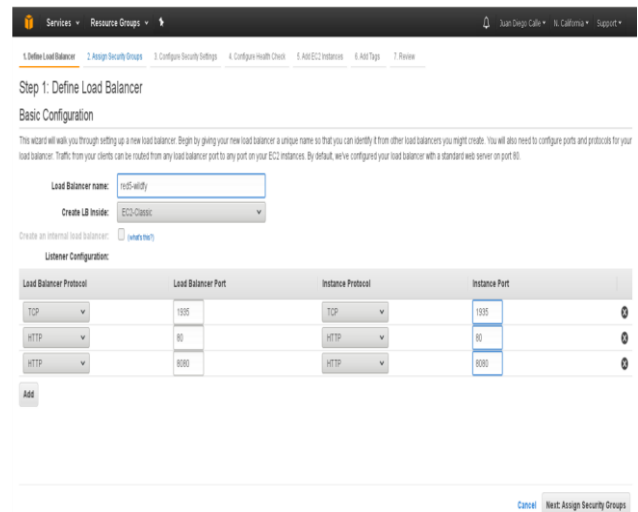 Services Resource Groups Juan Diego Calle N. California Support
1. Define Load Balancer 2. Assign Security Groups 3. Configure Security Settings 4. Configure Health Check 5. Add EC2 Instances 6. Add Tags 7. Review
Step 1: Define Load Balancer
Basic Configuration
This wizard will walk you through setting up a new load balancer. Begin by giving your new load balancer a unique name so that you can identify it from other load balancers you might create. You will also need to configure ports and protocols for your
load balancer. Traffic from your clients can be routed from any load balancer port to any port on your EC2 instances. By default, we've configured your load balancer with a standard web server on port 80.
Load Balancer name: red5-wildfy
Create LB Inside: EC2-Classic
Create an internal load balancer: (what's this?)
Listener Configuration:
Load Balancer Protocol Load Balancer Port Instance Protocol Instance Port
TCP 1935 TCP 1935
HTTP 80 HTTP 80
HTTP 8080 HTTP 8080
Add
Cancel Next: Assign Security Groups